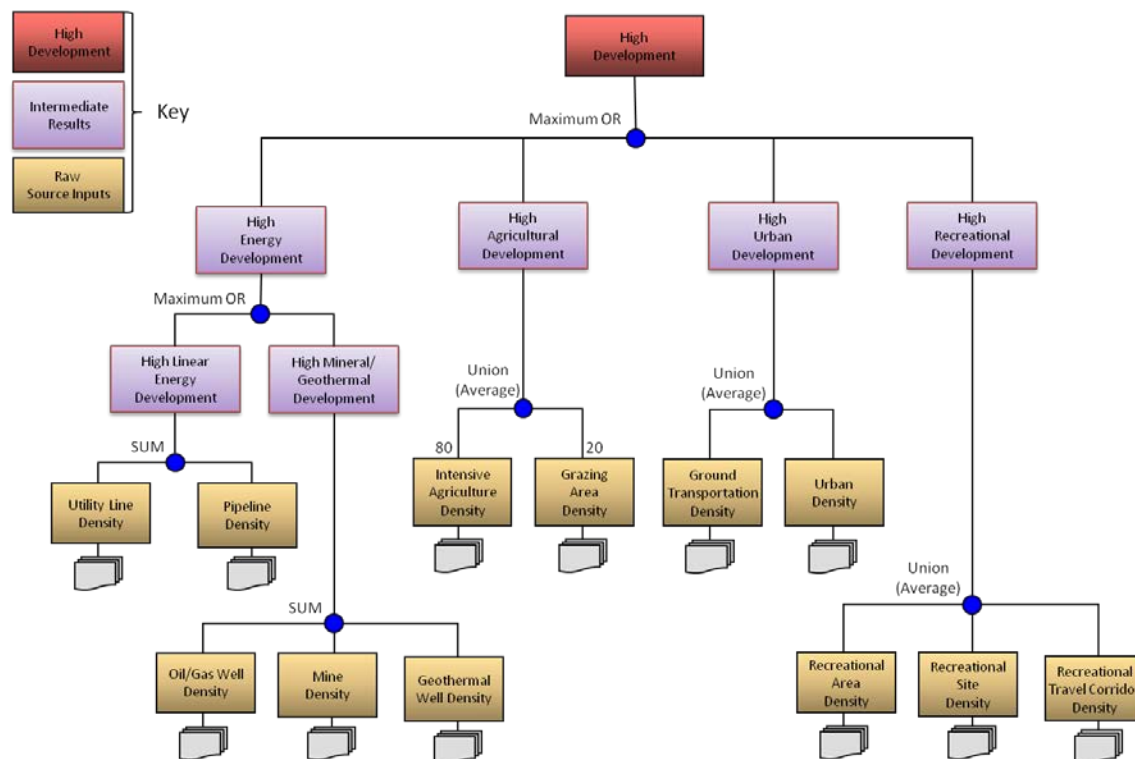 High
Development
Intermediate
Results
Raw
Source Inputs
Key
High
Development
Maximum OR
High
Energy
Development
High
Agricultural
Development
High
Urban
Development
High
Recreational
Development
Maximum OR
High Linear
Energy
Development
High Mineral/
Geothermal
Development
Union
(Average)
Union
(Average)
SUM
80
20
Utility Line
Density
Pipeline
Density
Intensive
Agriculture
Density
Grazing
Area
Density
Ground
Transportation
Density
Urban
Density
Union
(Average)
SUM
Oil/Gas Well
Density
Mine
Density
Geothermal
Well Density
Recreational
Area
Density
Recreational
Site
Density
Recreational
Travel Corrido
Density